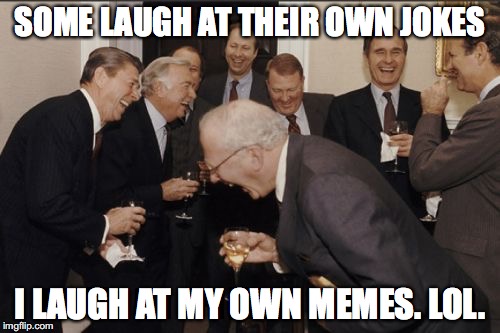 SOME LAUGH AT THEIR OWN JOKES
I LAUGH AT MY OWN MEMES. LOL.
imgflip.com